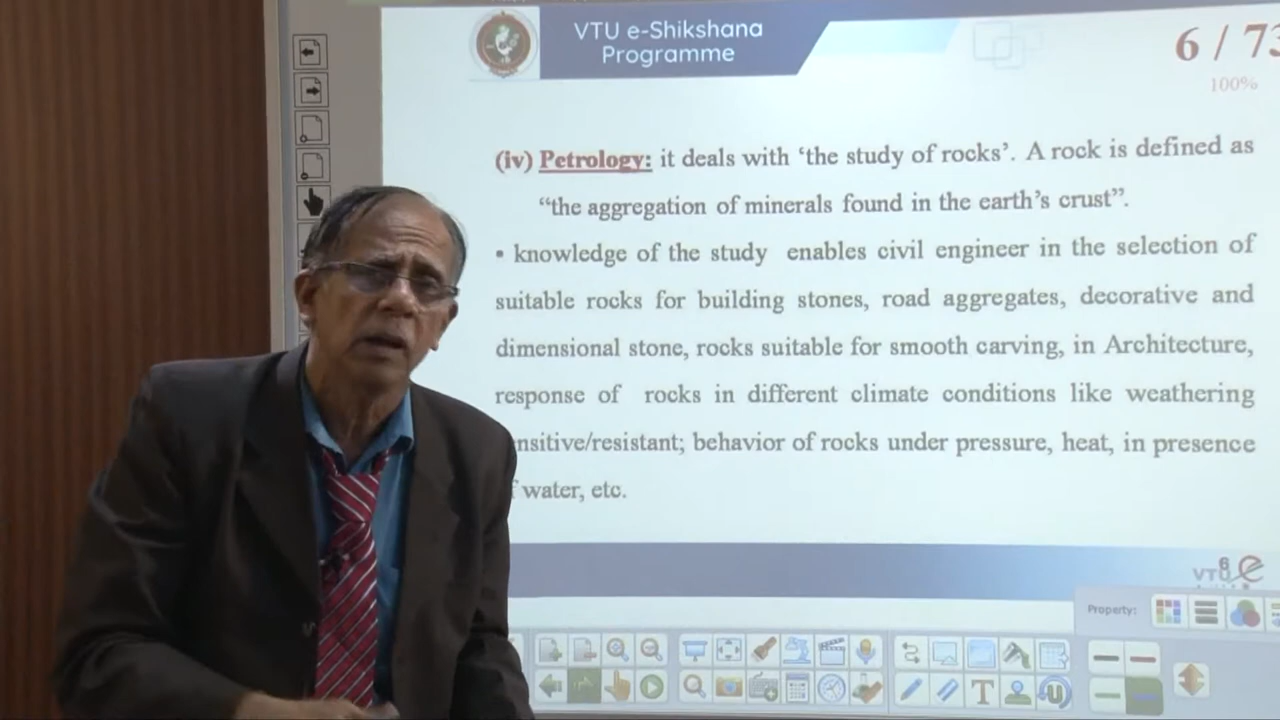 VTU e-Shikshana
Programme
6 / 73
100%
(iv) Petrology: it deals with ‘the study of rocks’. A rock is defined as
“the aggregation of minerals found in the earth’s crust”.
▪ knowledge of the study enables civil engineer in the selection of
suitable rocks for building stones, road aggregates, decorative and
dimensional stone, rocks suitable for smooth carving, in Architecture,
response of rocks in different climate conditions like weathering
nsitive/resistant; behavior of rocks under pressure, heat, in presence
water, etc.
6
VTU e
Property:
T
U